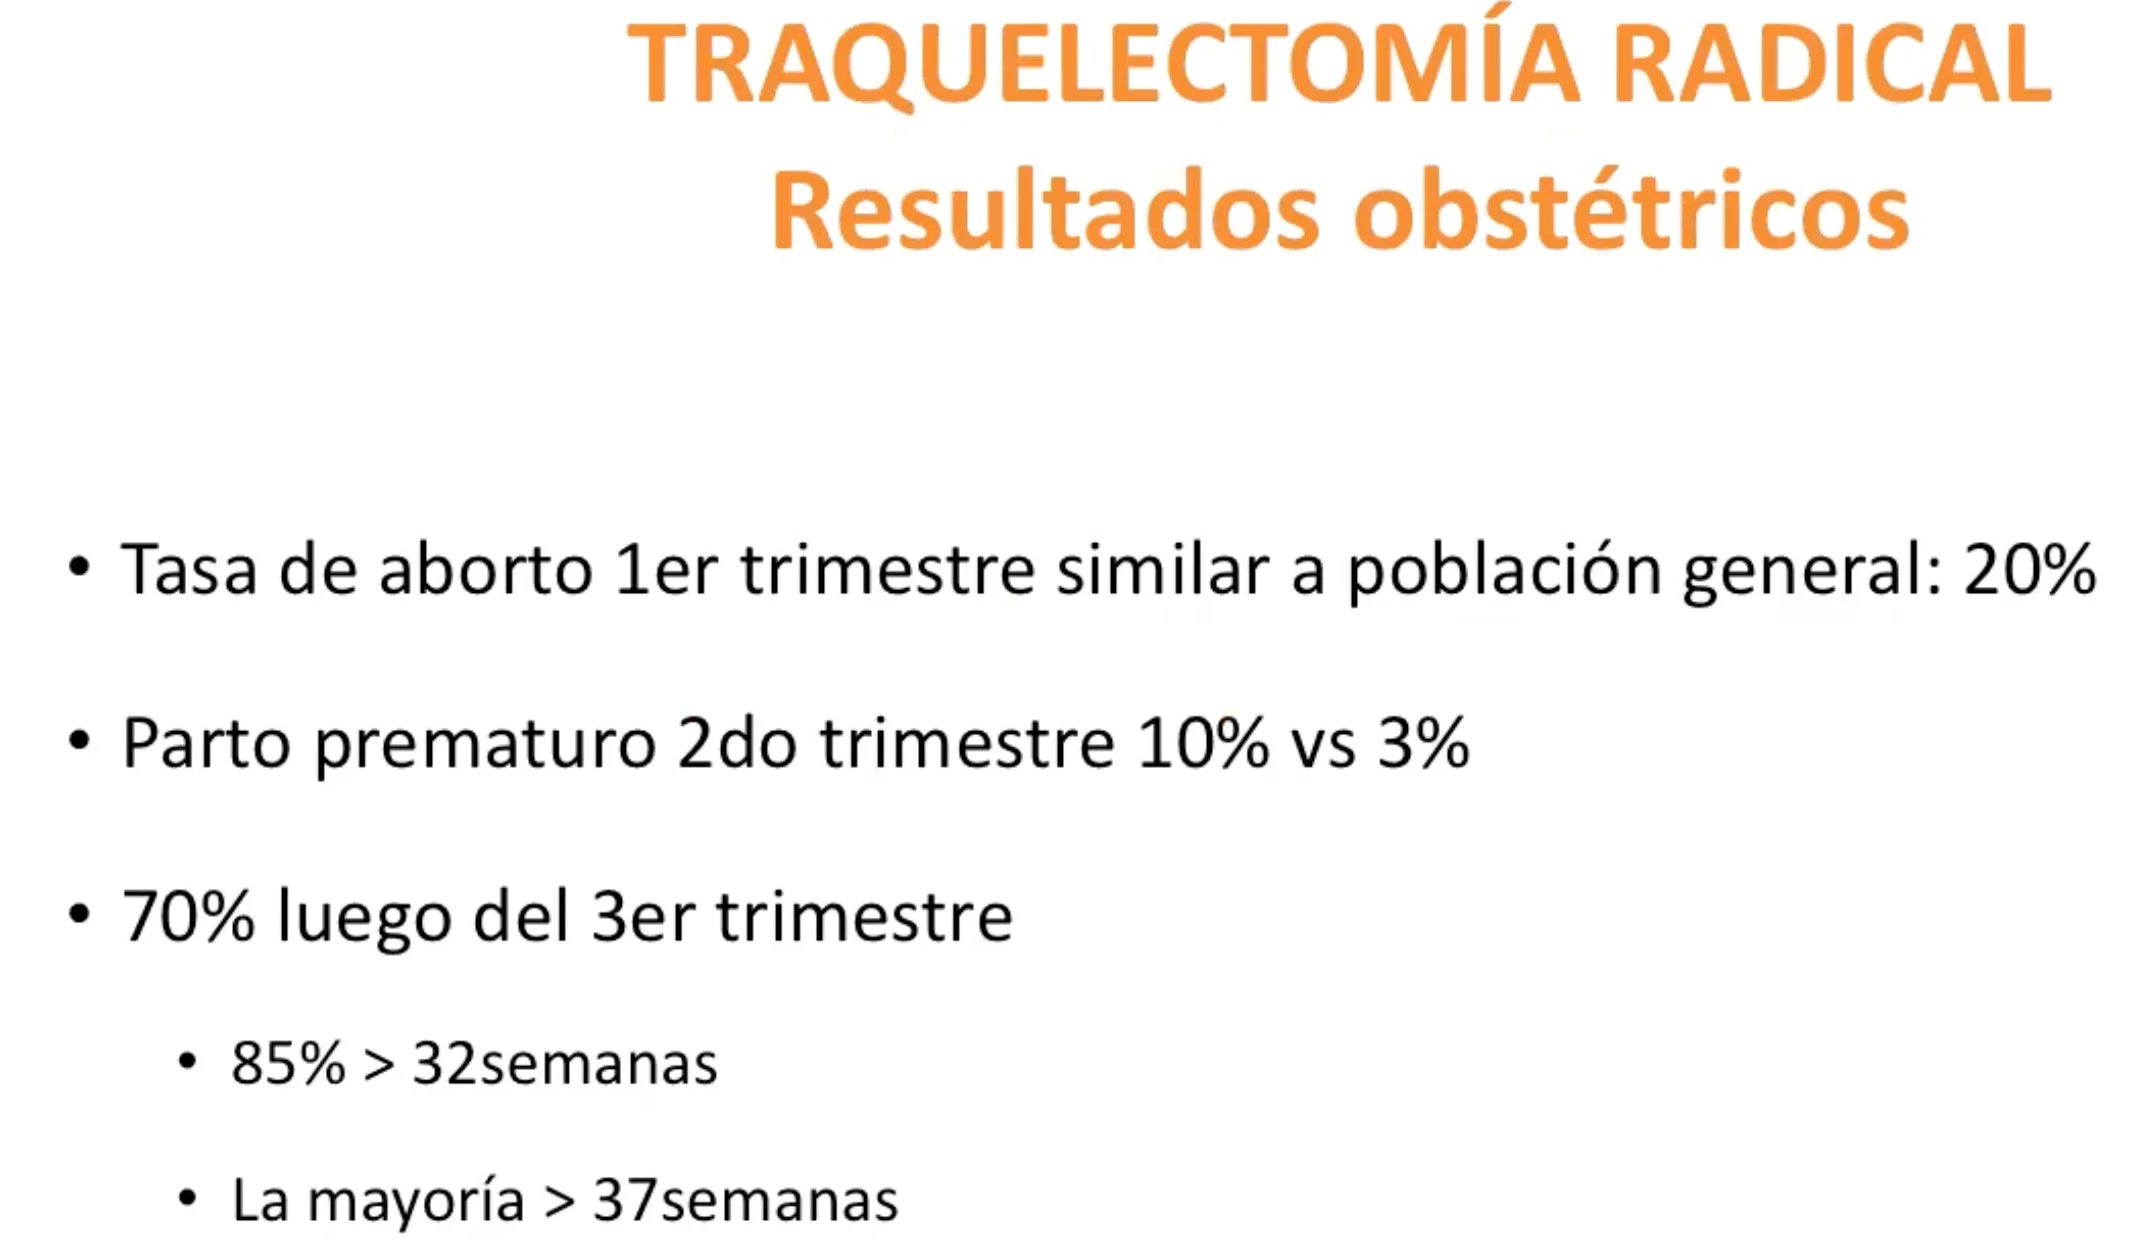 TRAQUELECTOMÍA RADICAL
Resultados obstétricos
• Tasa de aborto 1er trimestre similar a población general: 20%
• Parto prematuro 2do trimestre 10% vs 3%
• 70% luego del 3er trimestre
• 85% > 32semanas
• La mayoría > 37semanas